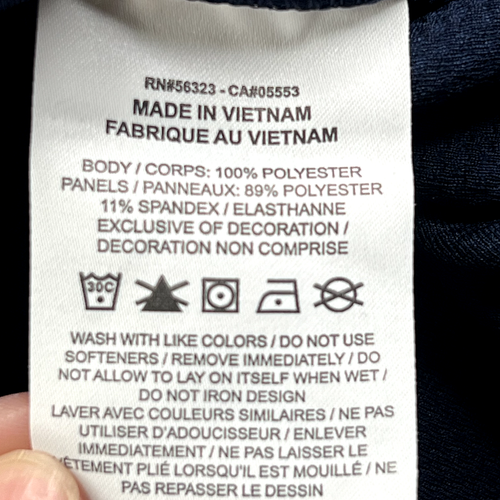 RN#56323 - CA#05553
MADE IN VIETNAM
FABRIQUE AU VIETNAM
BODY / CORPS: 100% POLYESTER
PANELS / PANNEAUX: 89% POLYESTER
11% SPANDEX / ELASTHANNE
EXCLUSIVE OF DECORATION /
DECORATION NON COMPRISE
30C
WASH WITH LIKE COLORS / DO NOT USE
SOFTENERS / REMOVE IMMEDIATELY / DO
NOT ALLOW TO LAY ON ITSELF WHEN WET /
DO NOT IRON DESIGN
LAVER AVEC COULEURS SIMILAIRES / NE PAS
UTILISER D'ADOUCISSEUR / ENLEVER
IMMEDIATEMENT / NE PAS LAISSER LE
VÊTEMENT PLIÉ LORSQU'IL EST MOUILLÉ / NE
PAS REPASSER LE DESSIN